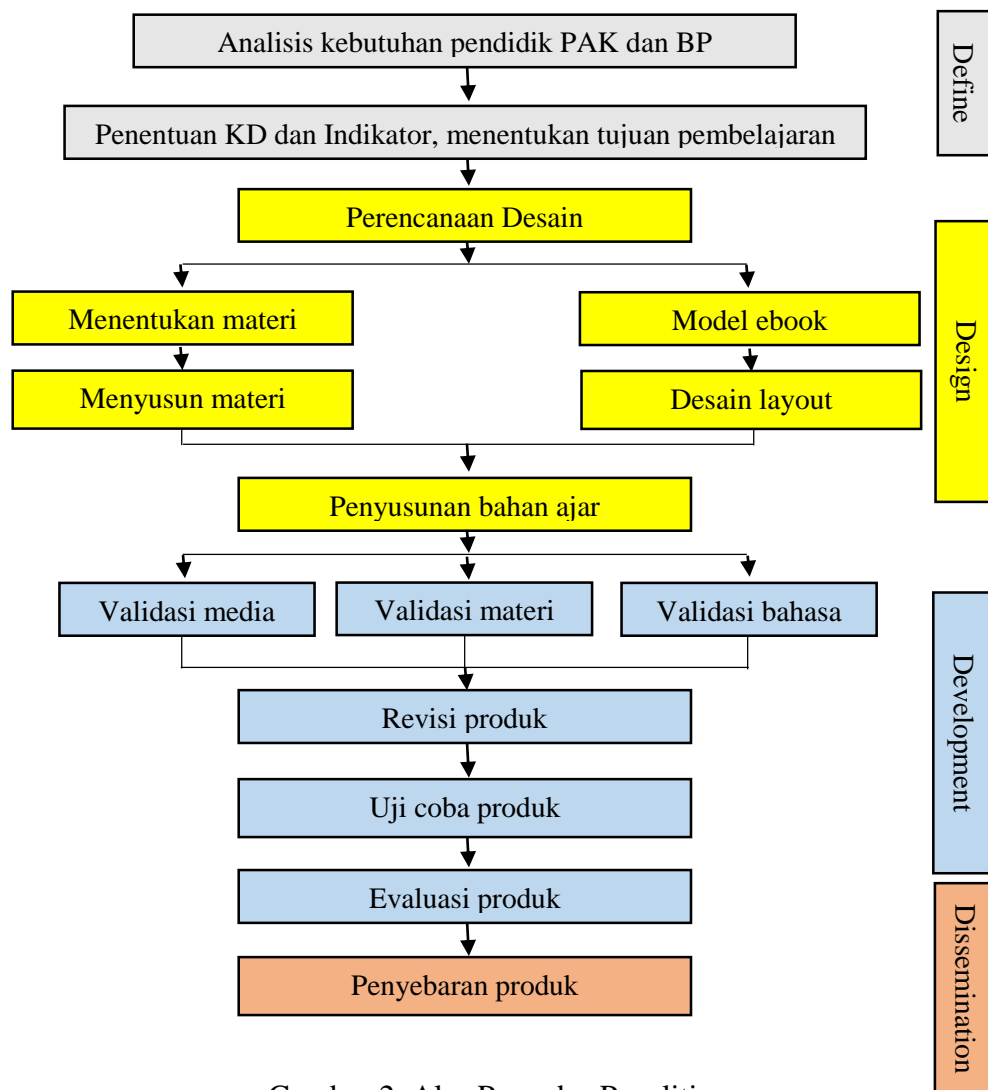 Analisis kebutuhan pendidik PAK dan BP
Define
Penentuan KD dan Indikator, menentukan tujuan pembelajaran
Perencanaan Desain
Menentukan materi
Model ebook
Design
Menyusun materi
Desain layout
Penyusunan bahan ajar
Validasi media
Validasi materi
Validasi bahasa
Development
Revisi produk
Uji coba produk
Evaluasi produk
Dissemination
Penyebaran produk